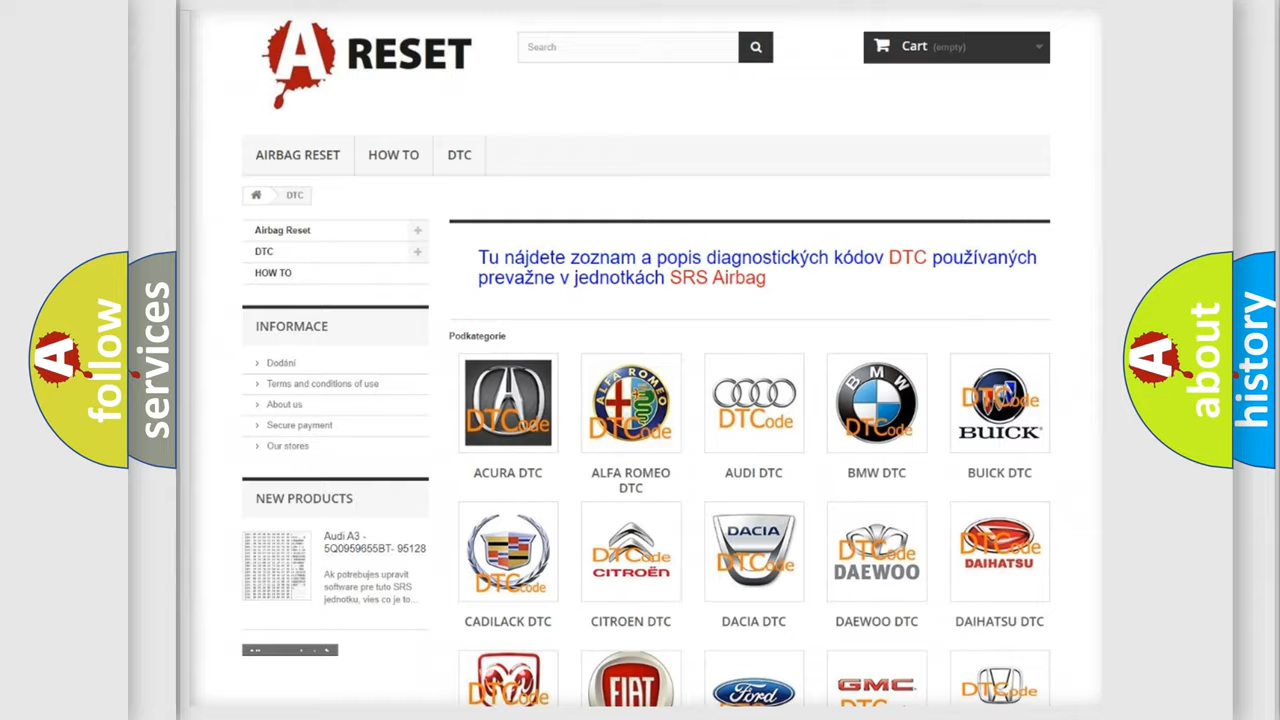 A RESET
Search
Cart (empty)
AIRBAG RESET
HOW TO
DTC
DTC
Airbag Reset
DTC
HOW TO
Tu nájdete zoznam a popis diagnostických kódov DTC používaných
prevažne v jednotkách SRS Airbag
INFORMACE
Dodání
Terms and conditions of use
About us
Secure payment
Our stores
NEW PRODUCTS
Audi A3 -
5Q0959655BT- 95128
Ak potrebujes upravit
software pre tuto SRS
jednotku, vies co je to...
Podkategorie
DTCode
ALFA ROMEO
DTCode
DTCode
BMW
DTCode
DTCode
BUICK
ACURA DTC
ALFA ROMEO
DTC
AUDI DTC
BMW DTC
BUICK DTC
DTCode
DTCode
CITROËN
DACIA
DTCode
DTCode
DAEWOO
DTCode
DAIHATSU
CADILACK DTC
CITROEN DTC
DACIA DTC
DAEWOO DTC
DAIHATSU DTC
DTCode
FIAT
Ford
GMC
DTCode
A
follow
services
A
about
history